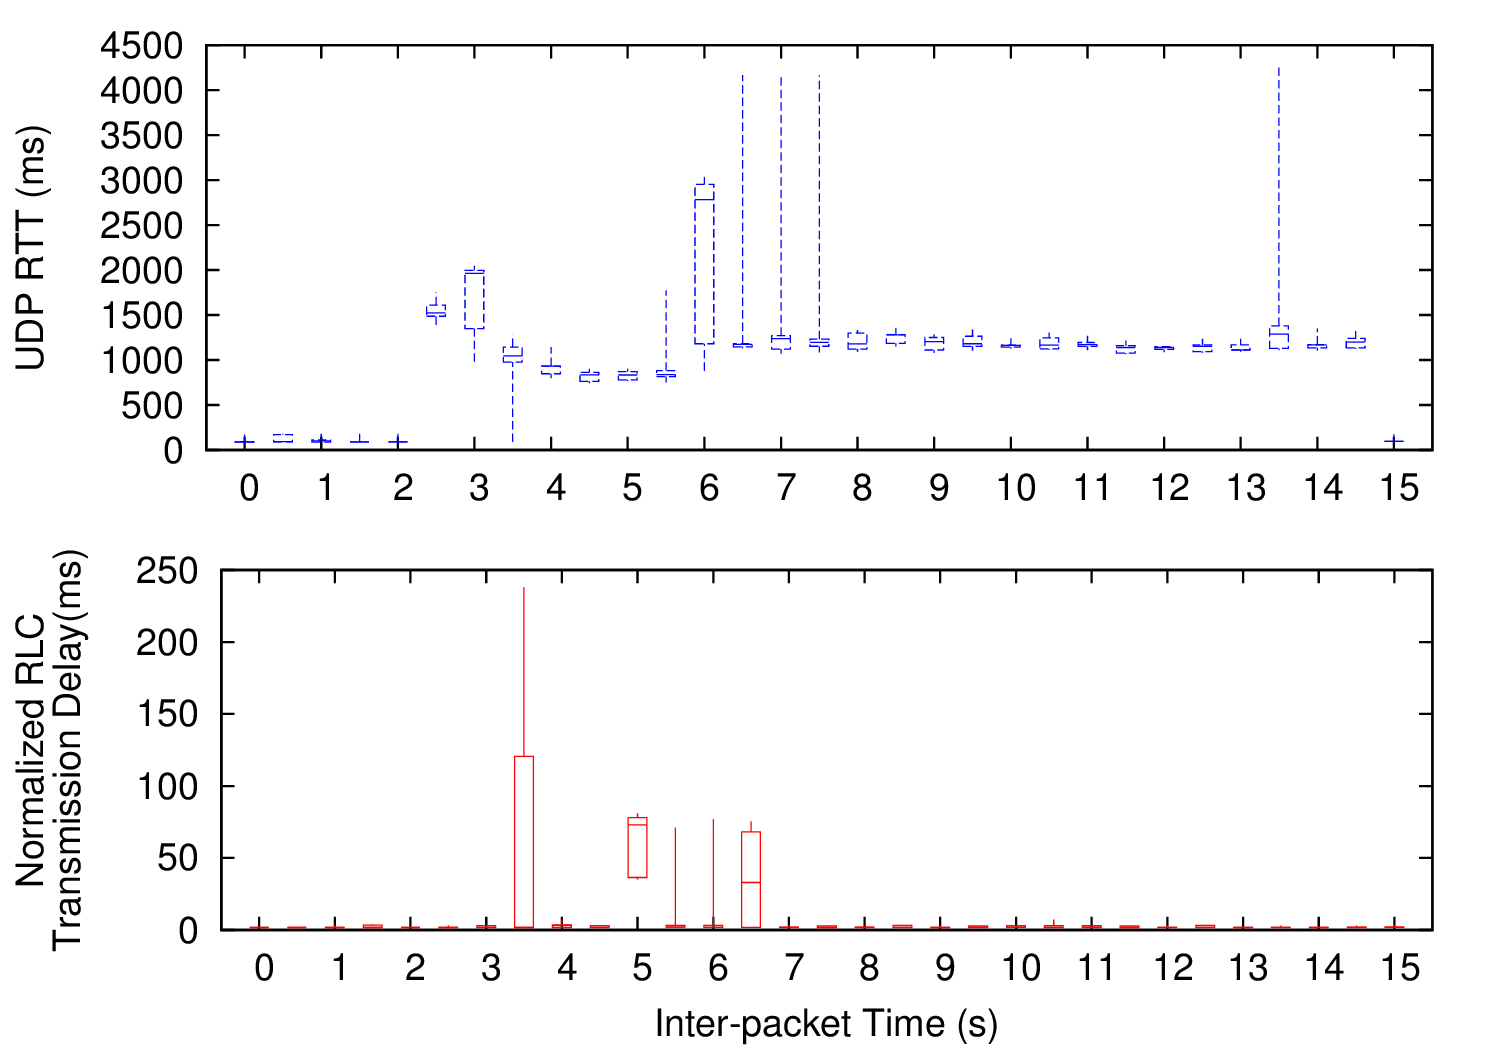 UDP RTT (ms)
4500
4000
3500
3000
2500
2000
1500
1000
500
0
0 1 2 3 4 5 6 7 8 9 10 11 12 13 14 15
Normalized RLC
Transmission Delay(ms)
250
200
150
100
50
0
0 1 2 3 4 5 6 7 8 9 10 11 12 13 14 15
Inter-packet Time (s)